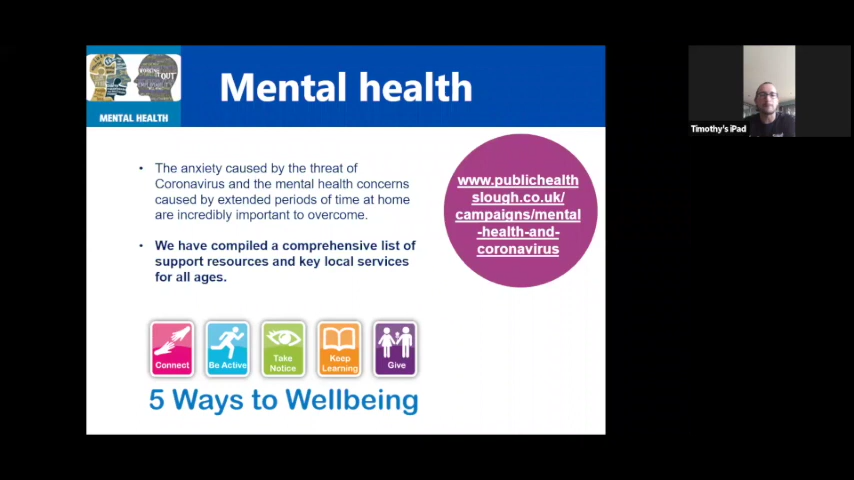 Mental health
MENTAL HEALTH
• The anxiety caused by the threat of
Coronavirus and the mental health concerns
caused by extended periods of time at home
are incredibly important to overcome.
• We have compiled a comprehensive list of
support resources and key local services
for all ages.
www.publichealth
slough.co.uk/
campaigns/mental
-health-and-
coronavirus
Connect
Be Active
Take
Notice
Keep
Learning
Give
5 Ways to Wellbeing
Timothy's iPad